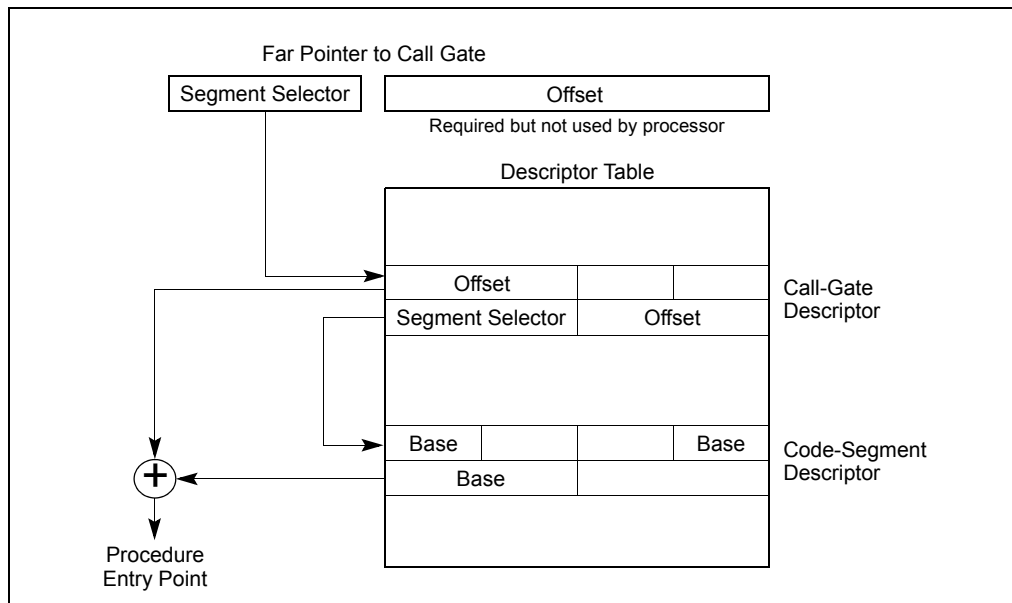 Far Pointer to Call Gate
Segment Selector
Offset
Required but not used by processor
Descriptor Table
Offset
Call-Gate
Descriptor
Segment Selector
Offset
Base
Base
Code-Segment
Descriptor
Base
+
Procedure
Entry Point